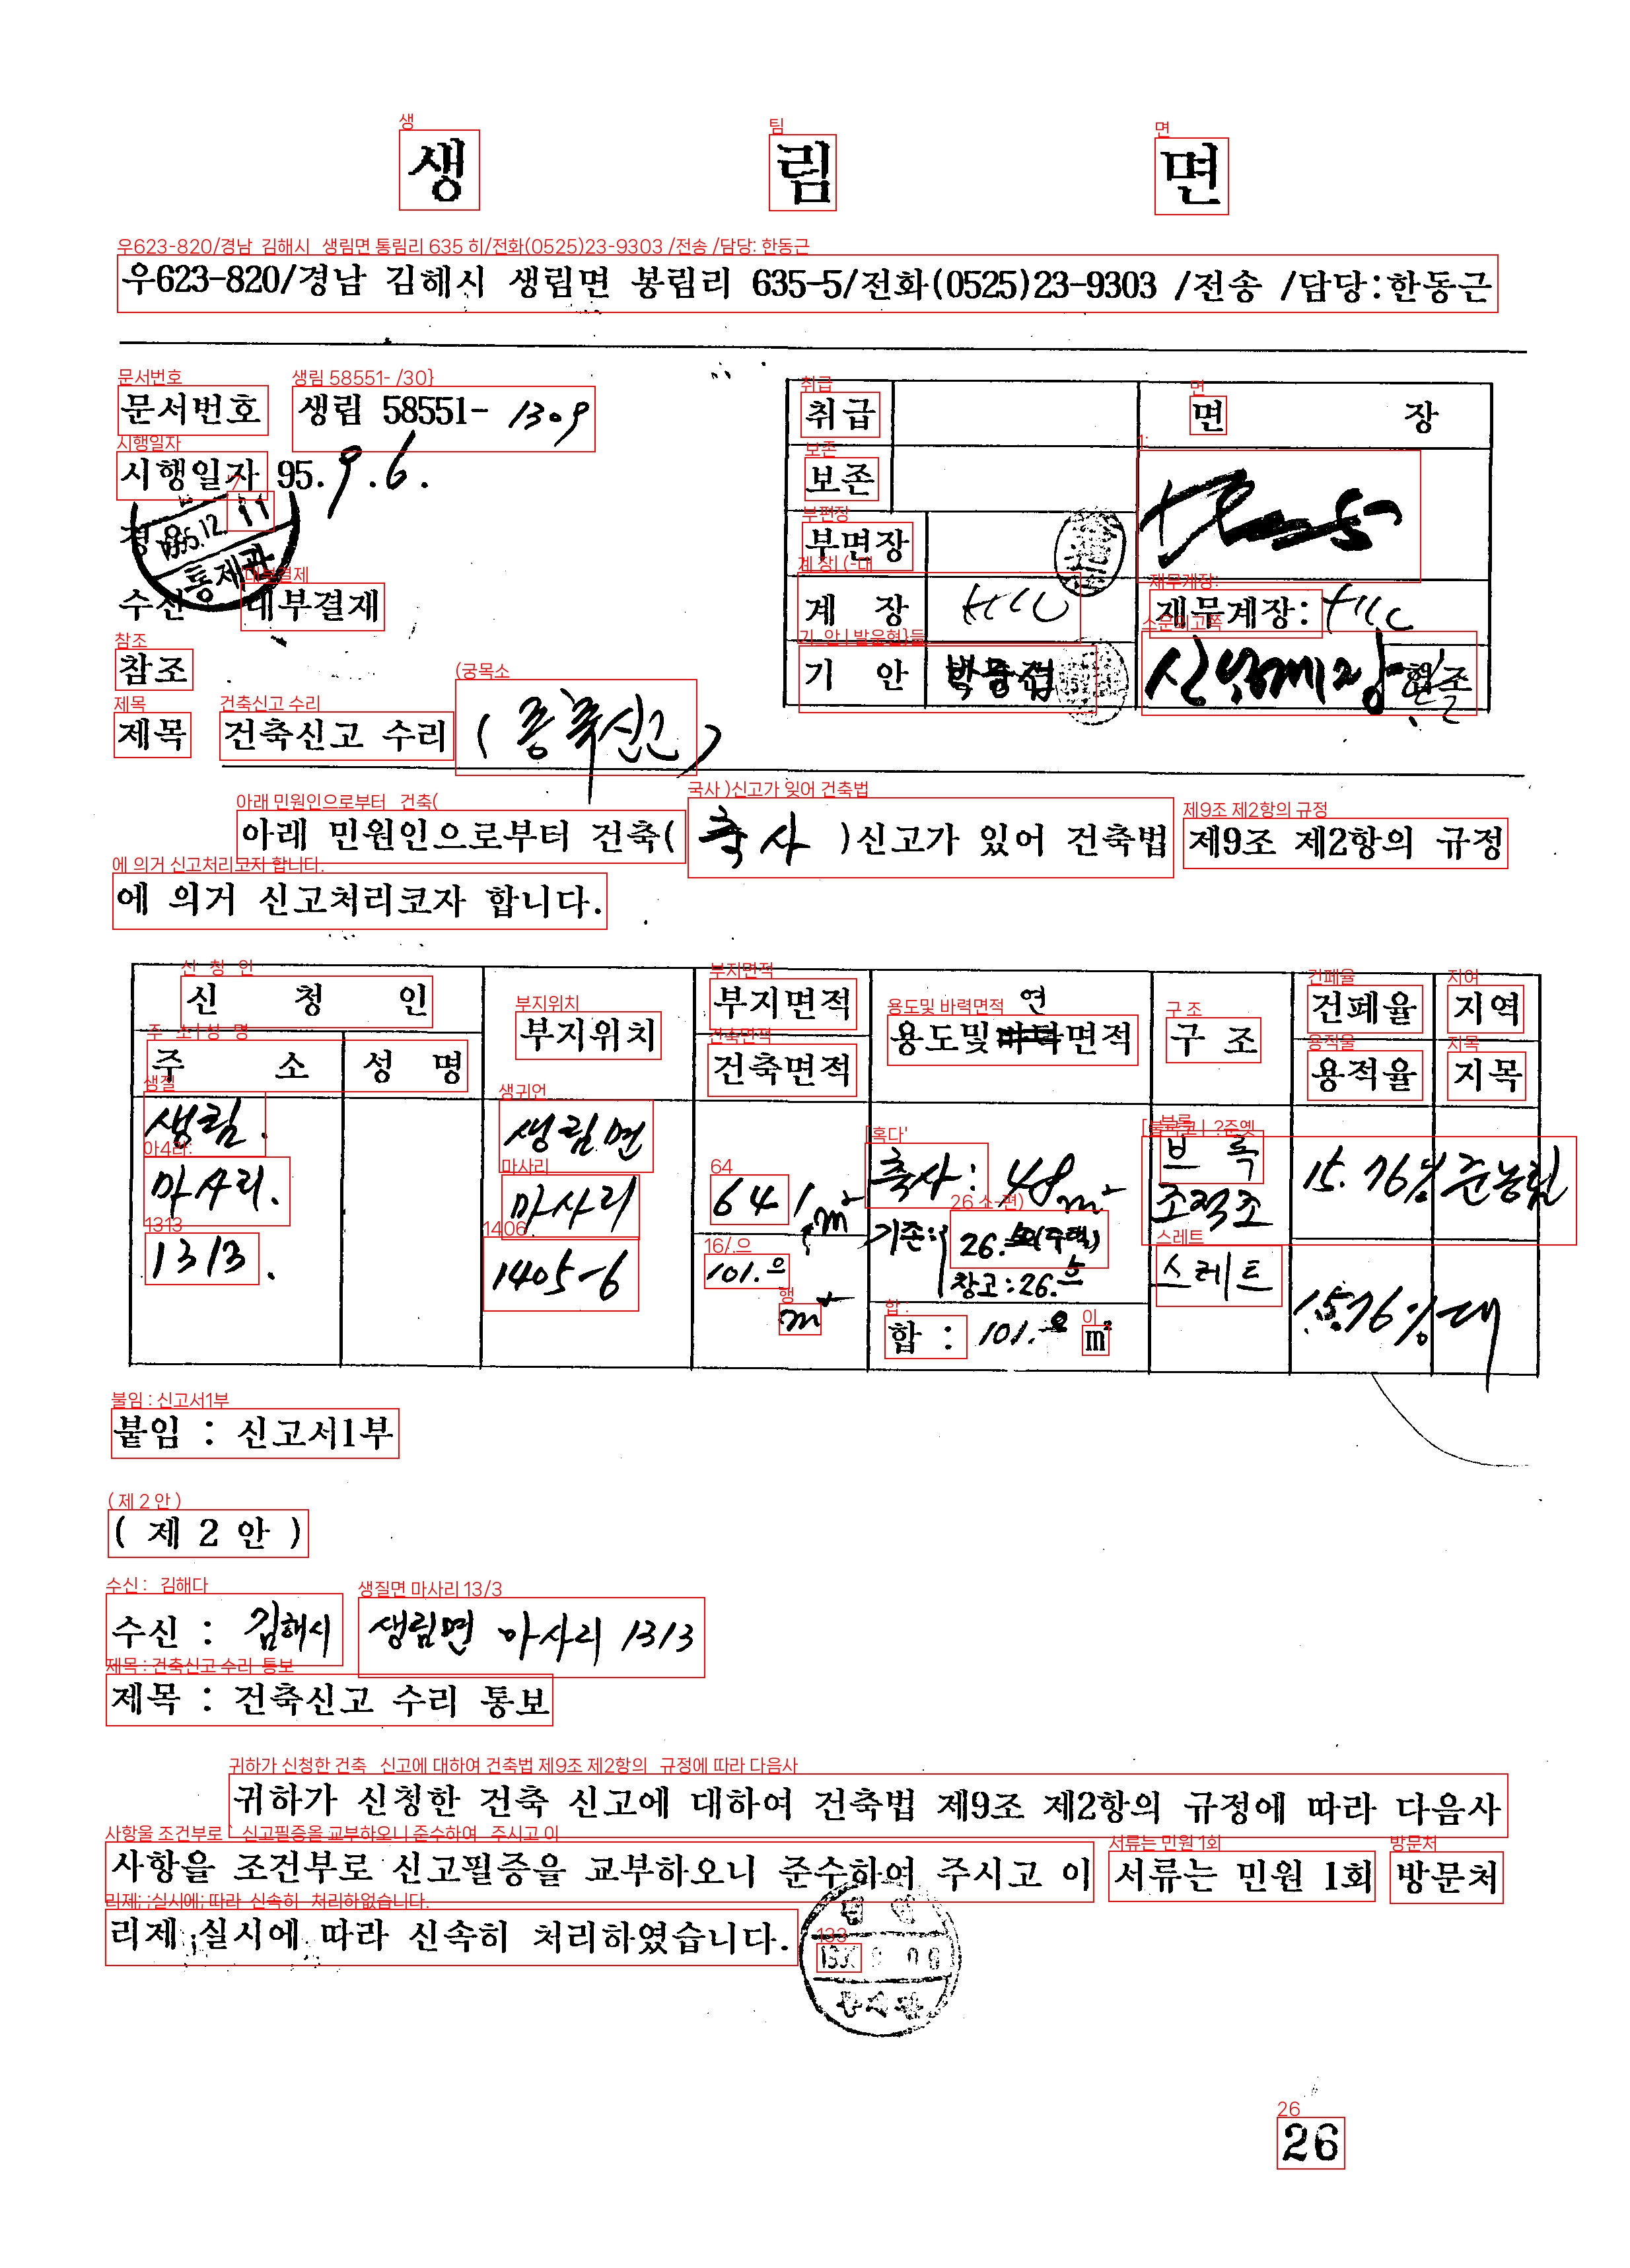 생 림 면
우623-820/경남 김해시 생림면 봉림리 635-5/전화(0525)23-9303 /전송 /담당:한동근
문서번호 생림 58551- 1309
시행일자 95. 9. 6.
경유
수신 내부결재
참조
제목 건축신고 수리 (증축신고)
취급
보존
부면장
계 장
기 안
면 장
재무계장:
아래 민원인으로부터 건축( 축사 )신고가 있어 건축법 제9조 제2항의 규정
에 의거 신고처리코자 합니다.
신 청 인 부지위치 부지면적 용도및 연면적 구 조 건폐율 지역
주 소 성 명 건축면적 용적율 지목
생림. 생림면 641㎡ 축사: 48㎡ 브 록 15.76% 준농림
마사리. 마사리 조적조
1313. 1405-6 101. ㎡ 기존: 26. (주택) 스레트
창고:26.
합 : 101. ㎡ 15.76% 대
붙임 : 신고서1부
( 제 2 안 )
수신 : 김해시 생림면 마사리 1313
제목 : 건축신고 수리 통보
귀하가 신청한 건축 신고에 대하여 건축법 제9조 제2항의 규정에 따라 다음사
사항을 조건부로 신고필증을 교부하오니 준수하여 주시고 이 서류는 민원 1회 방문처
리제 실시에 따라 신속히 처리하였습니다.
26